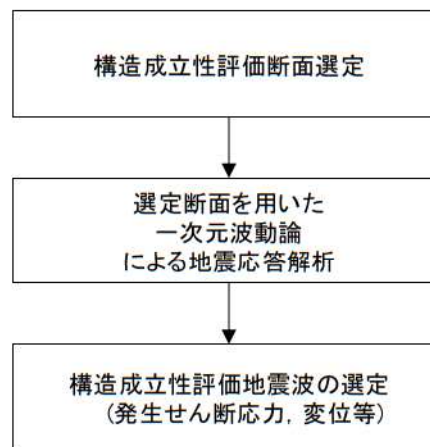 構造成立性評価断面選定
選定断面を用いた
一次元波動論
による地震応答解析
構造成立性評価地震波の選定
(発生せん断応力，変位等)